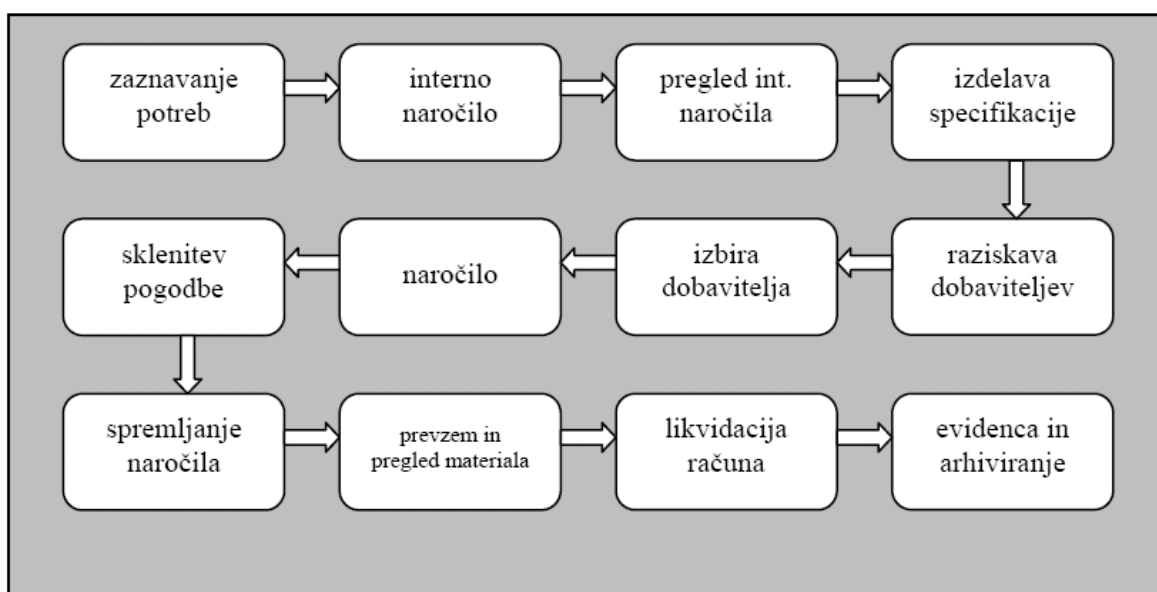 zaznavanje
potreb
interno
naročilo
pregled int.
naročila
izdelava
specifikacije
raziskava
dobaviteljev
izbira
dobavitelja
naročilo
sklenitev
pogodbe
spremljanje
naročila
prevzem in
pregled materiala
likvidacija
računa
evidenca in
arhiviranje